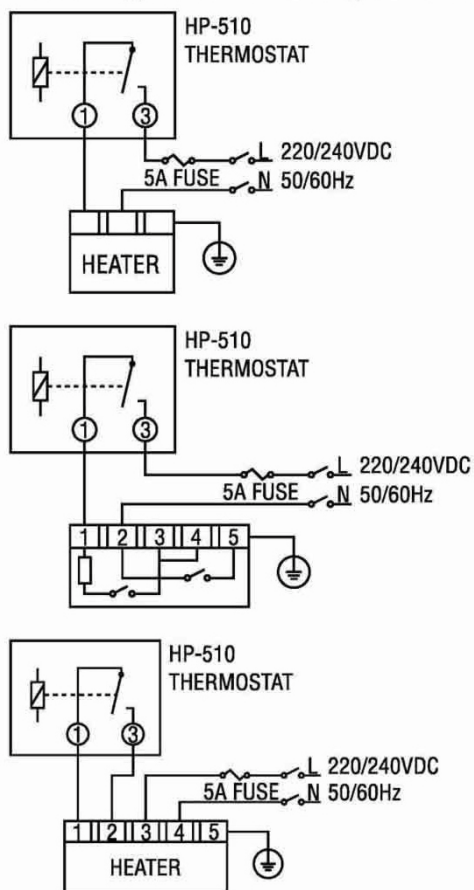 HP-510
THERMOSTAT
1 3
L 220/240VDC
5A FUSE N 50/60Hz
HEATER
HP-510
THERMOSTAT
1 3
L 220/240VDC
5A FUSE N 50/60Hz
1 2 3 4 5
HP-510
THERMOSTAT
1 3
L 220/240VDC
5A FUSE N 50/60Hz
1 2 3 4 5
HEATER